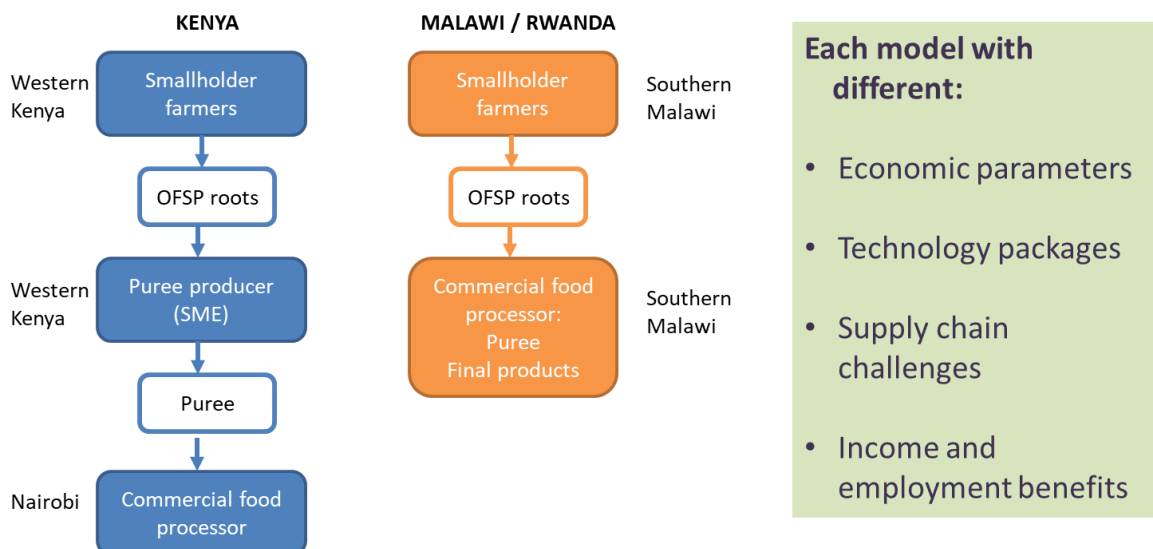 KENYA
Western
Kenya
Smallholder
farmers
OFSP roots
Western
Kenya
Puree producer
(SME)
Puree
Nairobi
Commercial food
processor
MALAWI / RWANDA
Smallholder
farmers
Southern
Malawi
OFSP roots
Commercial food
processor:
Puree
Final products
Southern
Malawi
Each model with
different:
• Economic parameters
• Technology packages
• Supply chain
challenges
• Income and
employment benefits